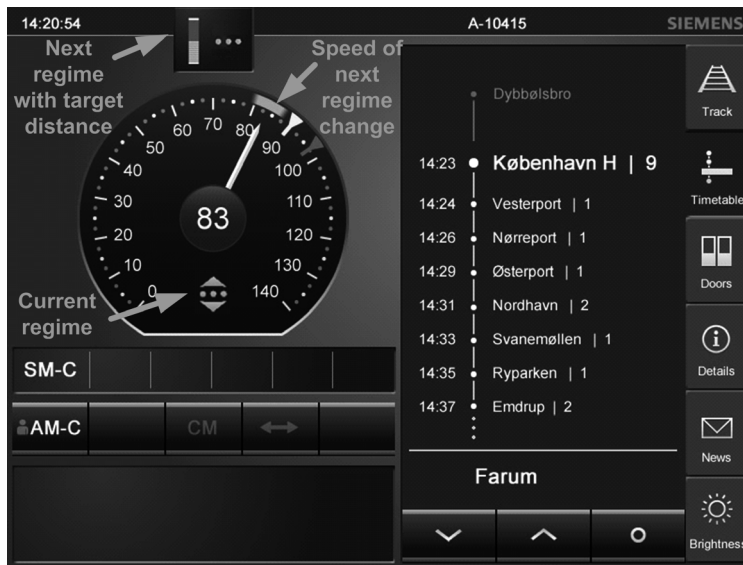 14:20:54
A-10415
SIEMENS
Next
regime
with target
distance
Speed of
next
regime
change
0
10
20
30
40
50
60
70
80
90
100
110
120
130
140
83
Current
regime
SM-C
AM-C
CM
Dybbølsbro
14:23 København H | 9
14:24 Vesterport | 1
14:26 Nørreport | 1
14:29 Østerport | 1
14:31 Nordhavn | 2
14:33 Svanemøllen | 1
14:35 Ryparken | 1
14:37 Emdrup | 2
Farum
Track
Timetable
Doors
Details
News
Brightness